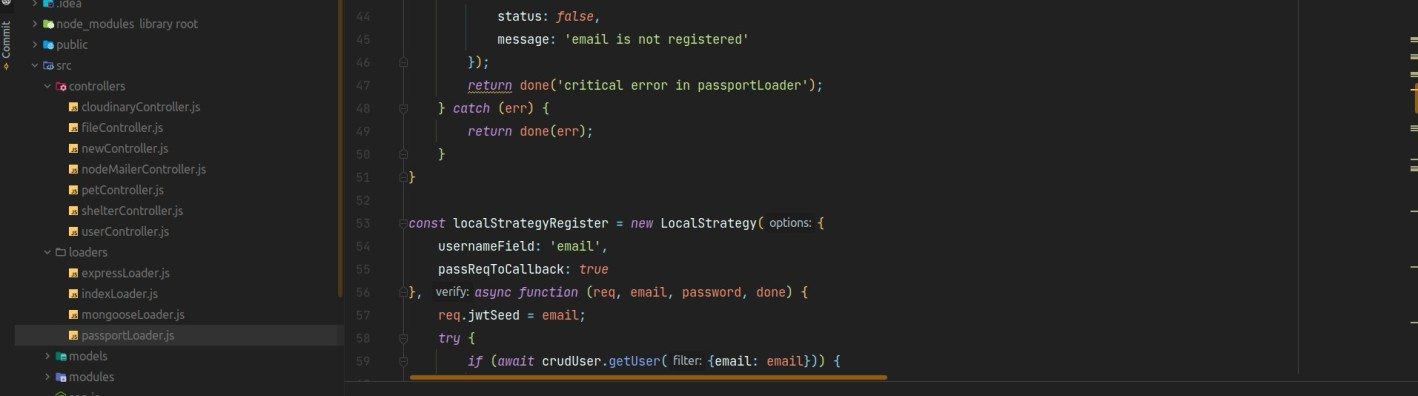 .idea
node_modules library root
public
src
controllers
cloudinaryController.js
fileController.js
newController.js
nodeMailerController.js
petController.js
shelterController.js
userController.js
loaders
expressLoader.js
indexLoader.js
mongooseLoader.js
passportLoader.js
models
modules
Commit
44 status: false,
45 message: 'email is not registered'
46 });
47 return done('critical error in passportLoader');
48 } catch (err) {
49 return done(err);
50 }
51 }
52
53 const localStrategyRegister = new LocalStrategy( options: {
54 usernameField: 'email',
55 passReqToCallback: true
56 }, verify: async function (req, email, password, done) {
57 req.jwtSeed = email;
58 try {
59 if (await crudUser.getUser( filter: {email: email})) {